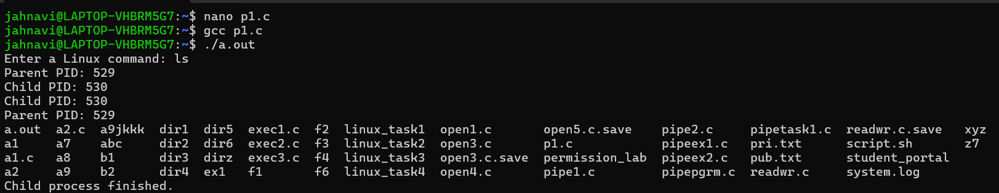 jahnavi@LAPTOP-VHBRM5G7:~$ nano p1.c
jahnavi@LAPTOP-VHBRM5G7:~$ gcc p1.c
jahnavi@LAPTOP-VHBRM5G7:~$ ./a.out
Enter a Linux command: ls
Parent PID: 529
Child PID: 530
Child PID: 530
Parent PID: 529
a.out  a2.c  a9jkkk  dir1  dir5  exec1.c  f2  linux_task1  open1.c       open5.c.save    pipe2.c     pipetask1.c  readwr.c.save   xyz
a1     a7    abc     dir2  dir6  exec2.c  f3  linux_task2  open3.c       p1.c            pipeex1.c   pri.txt      script.sh       z7
a1.c   a8    b1      dir3  dirz  exec3.c  f4  linux_task3  open3.c.save  permission_lab  pipeex2.c   pub.txt      student_portal
a2     a9    b2      dir4  ex1   f1       f6  linux_task4  open4.c       pipe1.c         pipepgrm.c  readwr.c     system.log
Child process finished.